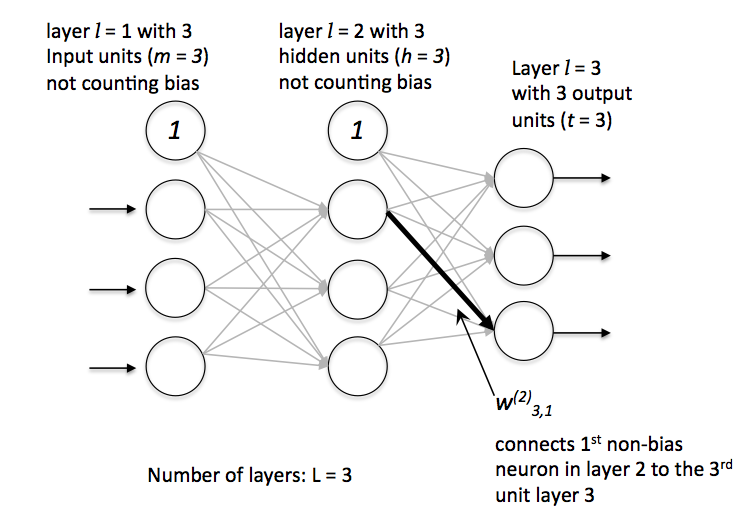 layer l = 1 with 3
Input units (m = 3)
not counting bias
layer l = 2 with 3
hidden units (h = 3)
not counting bias
Layer l = 3
with 3 output
units (t = 3)
1
1
w(2)3,1
connects 1st non-bias
neuron in layer 2 to the 3rd
unit layer 3
Number of layers: L = 3